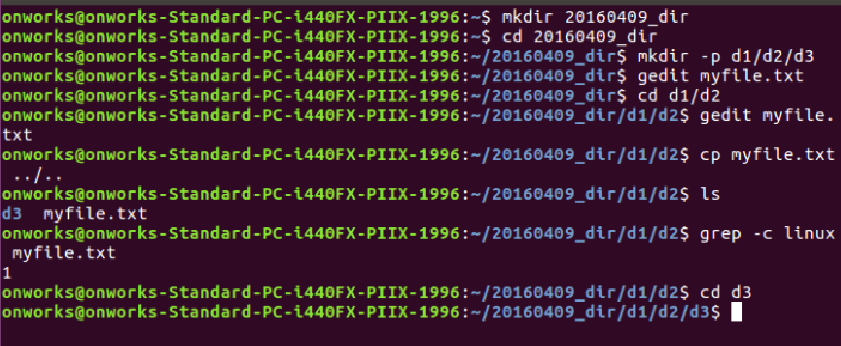 onworks@onworks-Standard-PC-i440FX-PIIX-1996:~$ mkdir 20160409_dir
onworks@onworks-Standard-PC-i440FX-PIIX-1996:~$ cd 20160409_dir
onworks@onworks-Standard-PC-i440FX-PIIX-1996:~/20160409_dir$ mkdir -p d1/d2/d3
onworks@onworks-Standard-PC-i440FX-PIIX-1996:~/20160409_dir$ gedit myfile.txt
onworks@onworks-Standard-PC-i440FX-PIIX-1996:~/20160409_dir$ cd d1/d2
onworks@onworks-Standard-PC-i440FX-PIIX-1996:~/20160409_dir/d1/d2$ gedit myfile.
txt
onworks@onworks-Standard-PC-i440FX-PIIX-1996:~/20160409_dir/d1/d2$ cp myfile.txt
 ../..
onworks@onworks-Standard-PC-i440FX-PIIX-1996:~/20160409_dir/d1/d2$ ls
d3  myfile.txt
onworks@onworks-Standard-PC-i440FX-PIIX-1996:~/20160409_dir/d1/d2$ grep -c linux
 myfile.txt
1
onworks@onworks-Standard-PC-i440FX-PIIX-1996:~/20160409_dir/d1/d2$ cd d3
onworks@onworks-Standard-PC-i440FX-PIIX-1996:~/20160409_dir/d1/d2/d3$